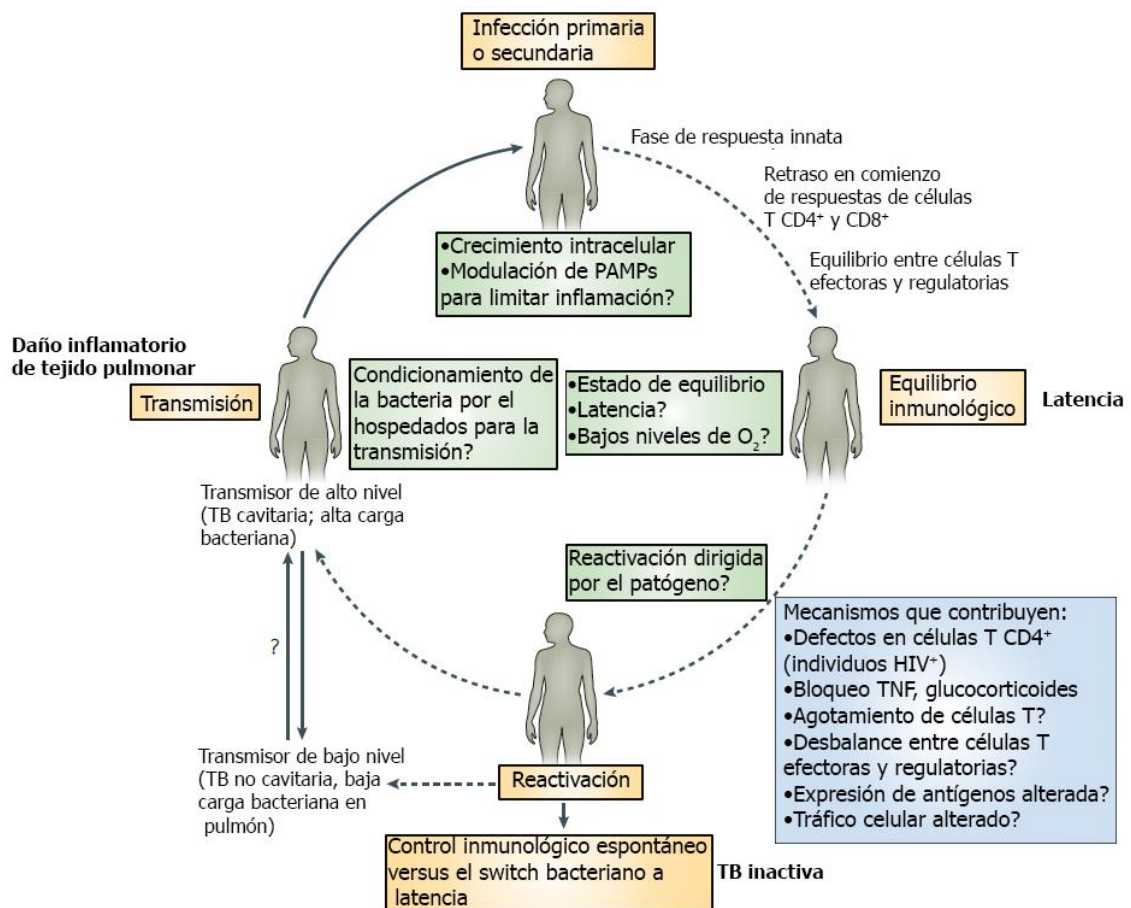 Infección primaria
o secundaria
Fase de respuesta innata
Retraso en comienzo
de respuestas de células
T CD4⁺ y CD8⁺
Equilibrio entre células T
efectoras y regulatorias
•Crecimiento intracelular
•Modulación de PAMPs
para limitar inflamación?
Daño inflamatorio
de tejido pulmonar
Transmisión
Condicionamiento de
la bacteria por el
hospedados para la
transmisión?
•Estado de equilibrio
•Latencia?
•Bajos niveles de O₂?
Equilibrio
inmunológico
Latencia
Transmisor de alto nivel
(TB cavitaria; alta carga
bacteriana)
Reactivación dirigida
por el patógeno?
?
Mecanismos que contribuyen:
•Defectos en células T CD4⁺
(individuos HIV⁺)
•Bloqueo TNF, glucocorticoides
•Agotamiento de células T?
•Desbalance entre células T
efectoras y regulatorias?
•Expresión de antígenos alterada?
•Tráfico celular alterado?
Transmisor de bajo nivel
(TB no cavitaria, baja
carga bacteriana en
pulmón)
Reactivación
Control inmunológico espontáneo
versus el switch bacteriano a
latencia
TB inactiva